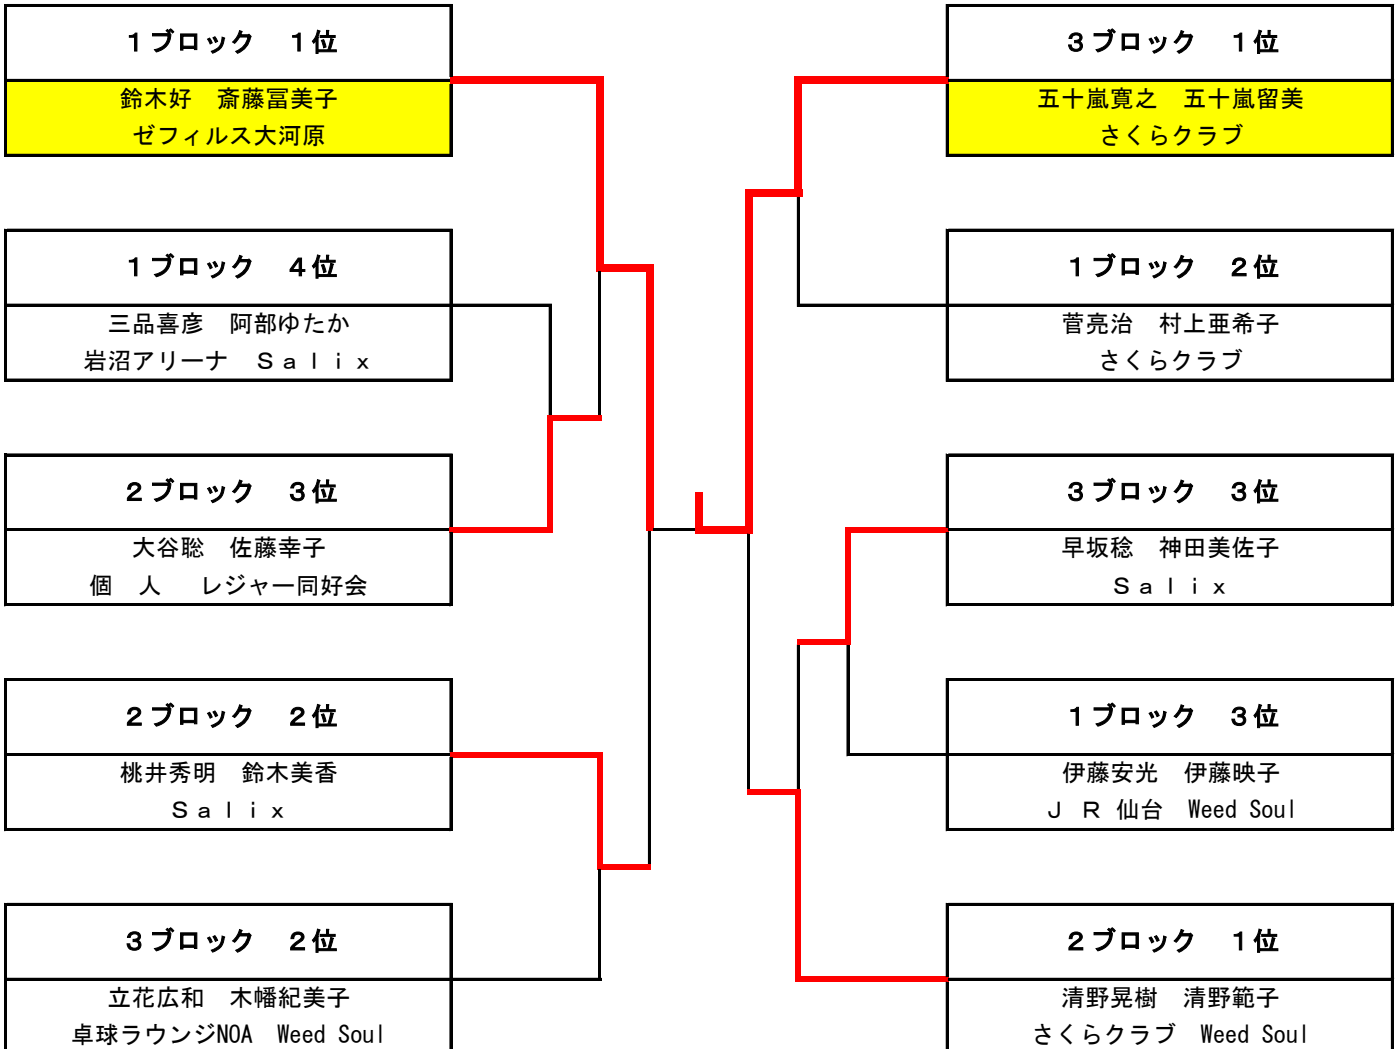 1ブロック　1位
鈴木好　斎藤冨美子
ゼフィルス大河原
1ブロック　4位
三品喜彦　阿部ゆたか
岩沼アリーナ　Ｓａｌｉｘ
2ブロック　3位
大谷聡　佐藤幸子
個　人　レジャー同好会
2ブロック　2位
桃井秀明　鈴木美香
Ｓａｌｉｘ
3ブロック　2位
立花広和　木幡紀美子
卓球ラウンジNOA　Weed Soul
3ブロック　1位
五十嵐寛之　五十嵐留美
さくらクラブ
1ブロック　2位
菅亮治　村上亜希子
さくらクラブ
3ブロック　3位
早坂稔　神田美佐子
Ｓａｌｉｘ
1ブロック　3位
伊藤安光　伊藤映子
ＪＲ仙台　Weed Soul
2ブロック　1位
清野晃樹　清野範子
さくらクラブ　Weed Soul